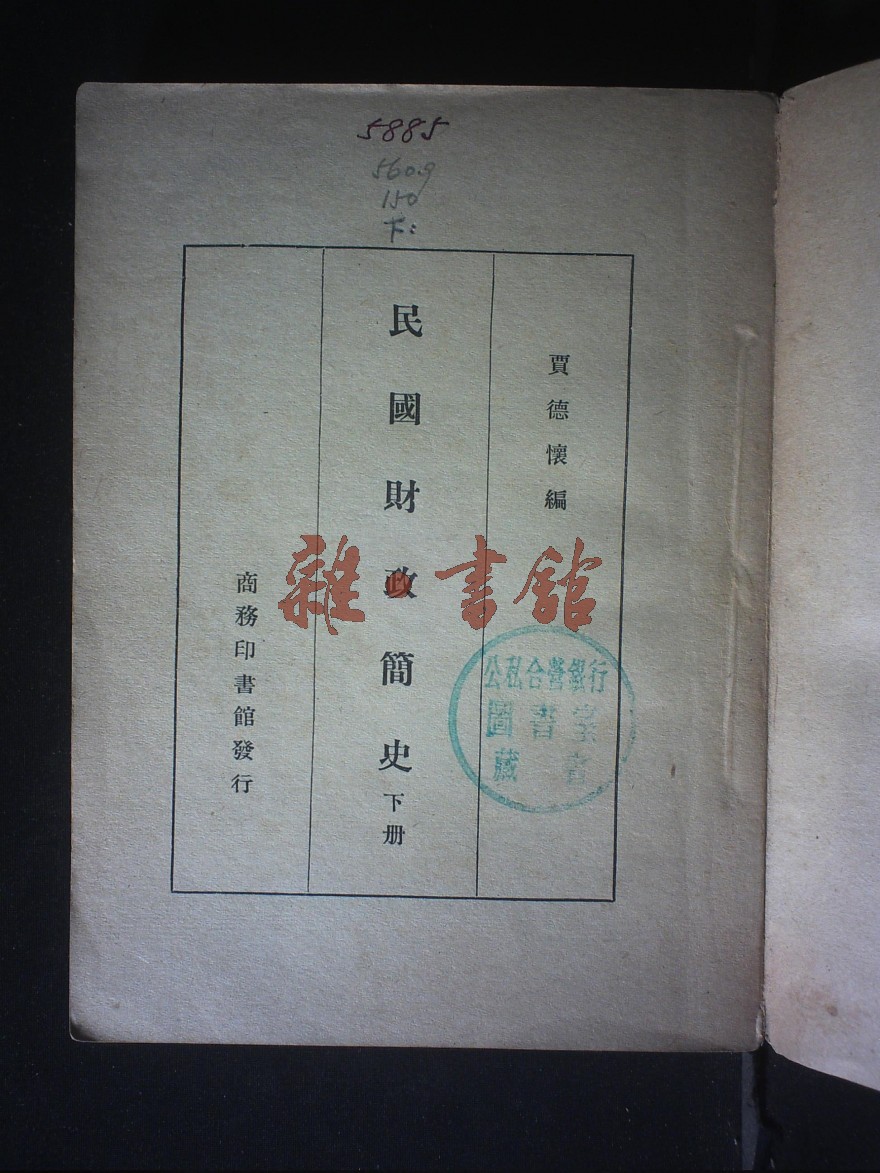 5885
560.9
150
下:
賈德懷編
民國財政簡史 下册
商務印書館發行
雜書館
公私合營銀行
圖書室
藏書